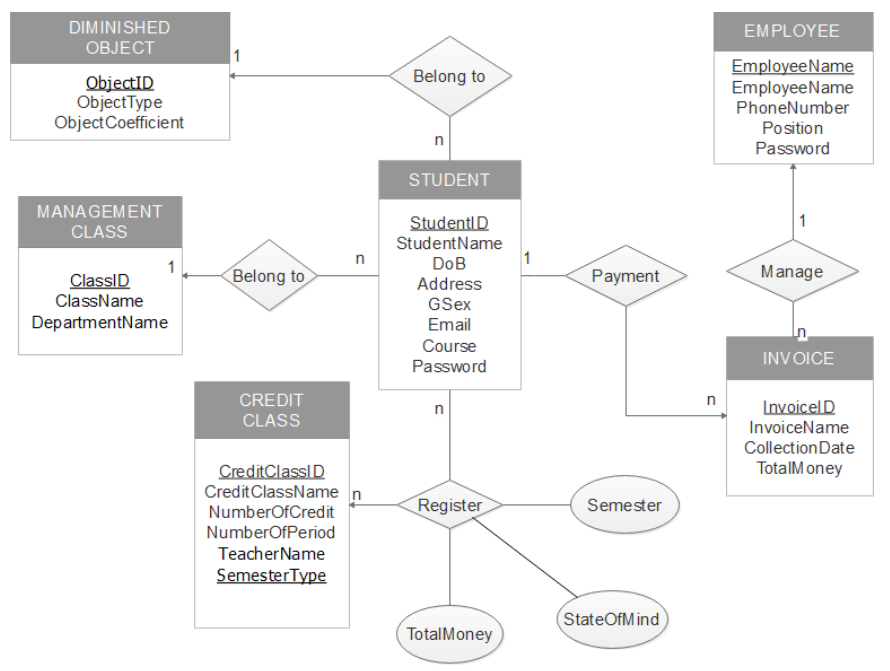 DIMINISHED
OBJECT
ObjectID
ObjectType
ObjectCoefficient
1
Belong to
n
EMPLOYEE
EmployeeName
EmployeeName
PhoneNumber
Position
Password
1
Manage
n
MANAGEMENT
CLASS
ClassID
ClassName
DepartmentName
1
Belong to
n
STUDENT
StudentID
StudentName
DoB
Address
GSex
Email
Course
Password
1
Payment
n
INVOICE
InvoiceID
InvoiceName
CollectionDate
TotalMoney
n
CREDIT
CLASS
CreditClassID
CreditClassName
NumberOfCredit
NumberOfPeriod
TeacherName
SemesterType
n
Register
Semester
StateOfMind
TotalMoney